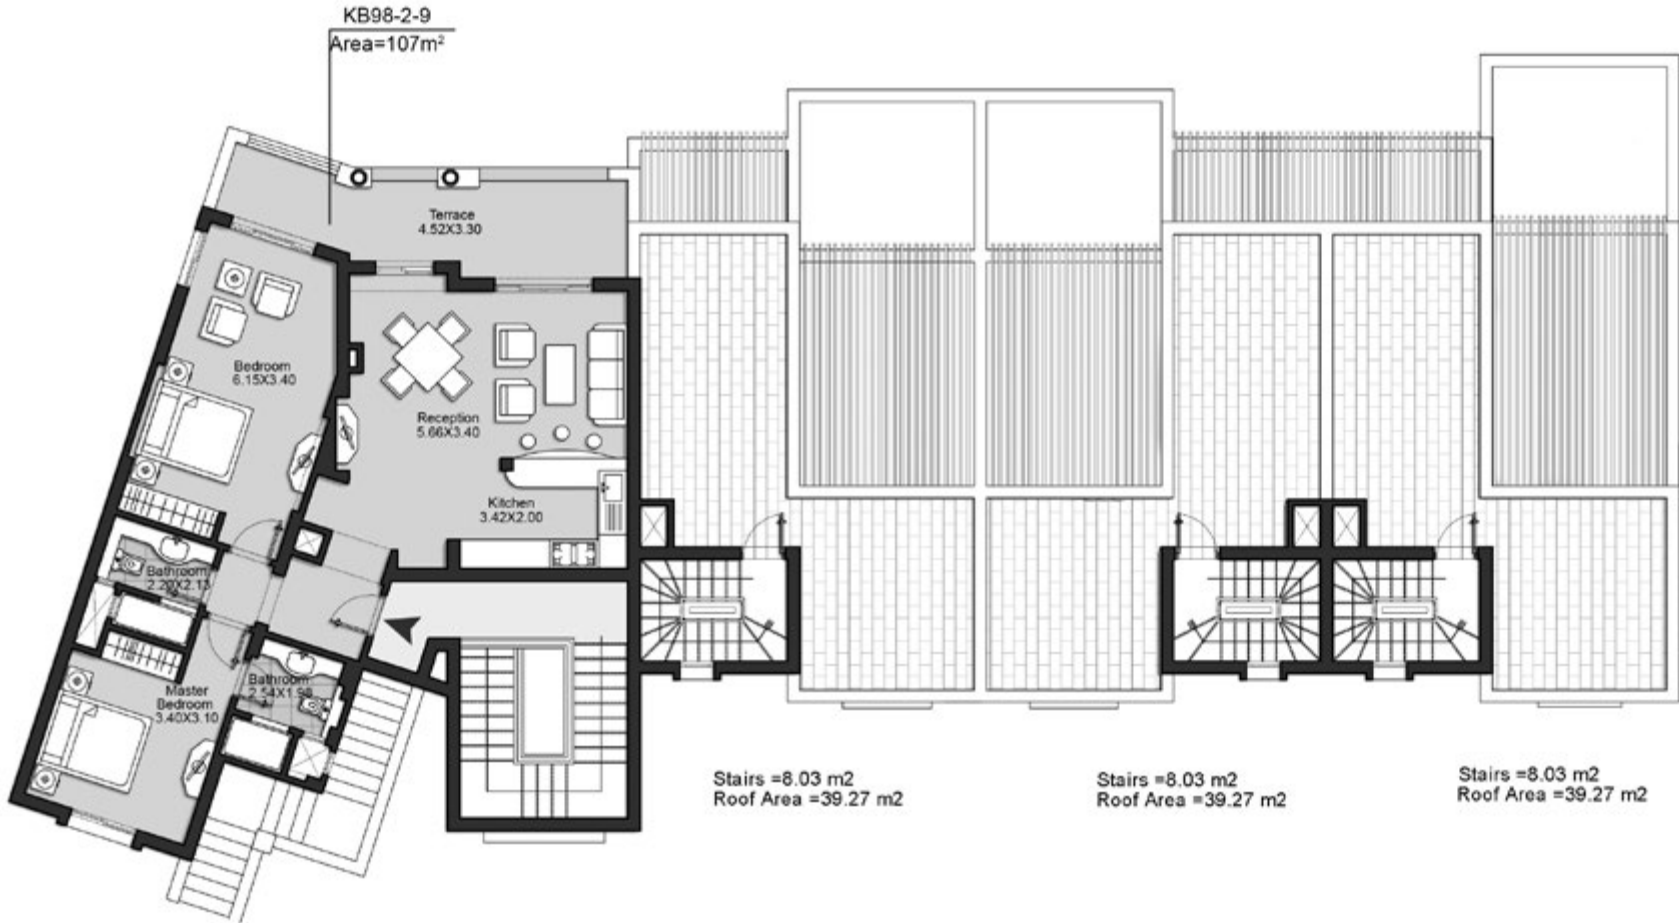 KB98-2-9
Area=107m²
Terrace
4.52X3.30
Bedroom
6.15X3.40
Reception
5.66X3.40
Kitchen
3.42X2.00
Bathroom
2.20X2.13
Bathroom
2.54X1.90
Master
Bedroom
3.40X3.10
Stairs =8.03 m2
Roof Area =39.27 m2
Stairs =8.03 m2
Roof Area =39.27 m2
Stairs =8.03 m2
Roof Area =39.27 m2